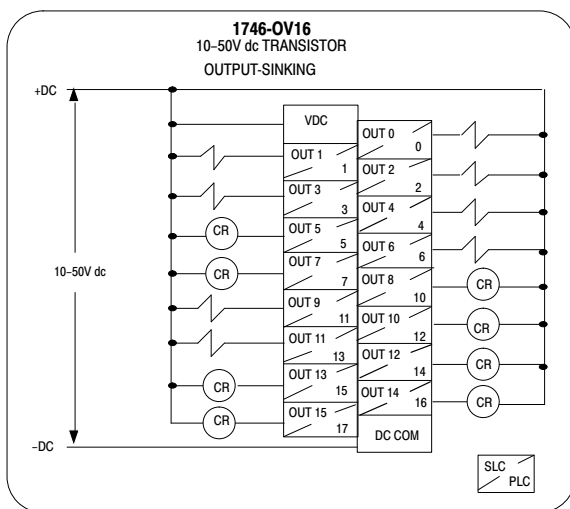 1746-OV16
10–50V dc TRANSISTOR
OUTPUT-SINKING
+DC
VDC
OUT 0
0
OUT 1
1
OUT 2
2
OUT 3
3
OUT 4
4
OUT 5
5
CR
OUT 6
6
OUT 7
7
CR
10–50V dc
OUT 8
10
CR
OUT 9
11
OUT 10
12
CR
OUT 11
13
OUT 12
14
CR
OUT 13
15
CR
OUT 14
16
CR
OUT 15
17
CR
DC COM
–DC
SLC
PLC